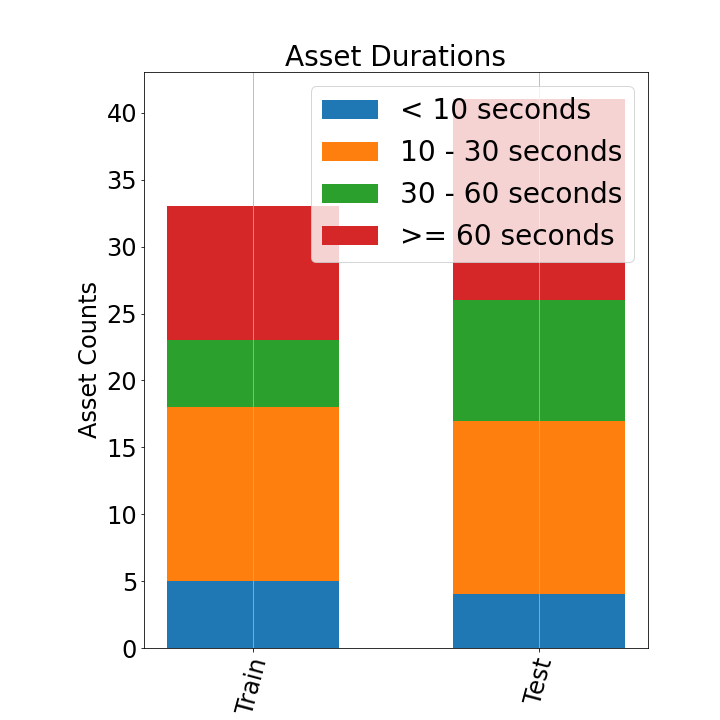 Asset Durations
< 10 seconds
10 - 30 seconds
30 - 60 seconds
>= 60 seconds
Asset Counts
40
35
30
25
20
15
10
5
0
Train
Test